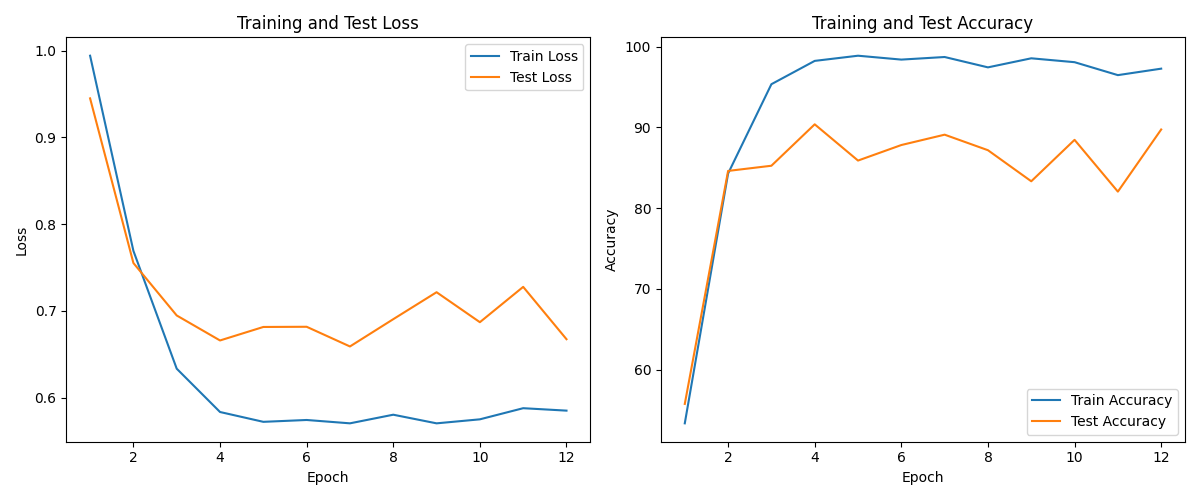 Training and Test Loss
Loss
1.0
0.9
0.8
0.7
0.6
2 4 6 8 10 12
Epoch
Train Loss
Test Loss
Training and Test Accuracy
Accuracy
100
90
80
70
60
2 4 6 8 10 12
Epoch
Train Accuracy
Test Accuracy